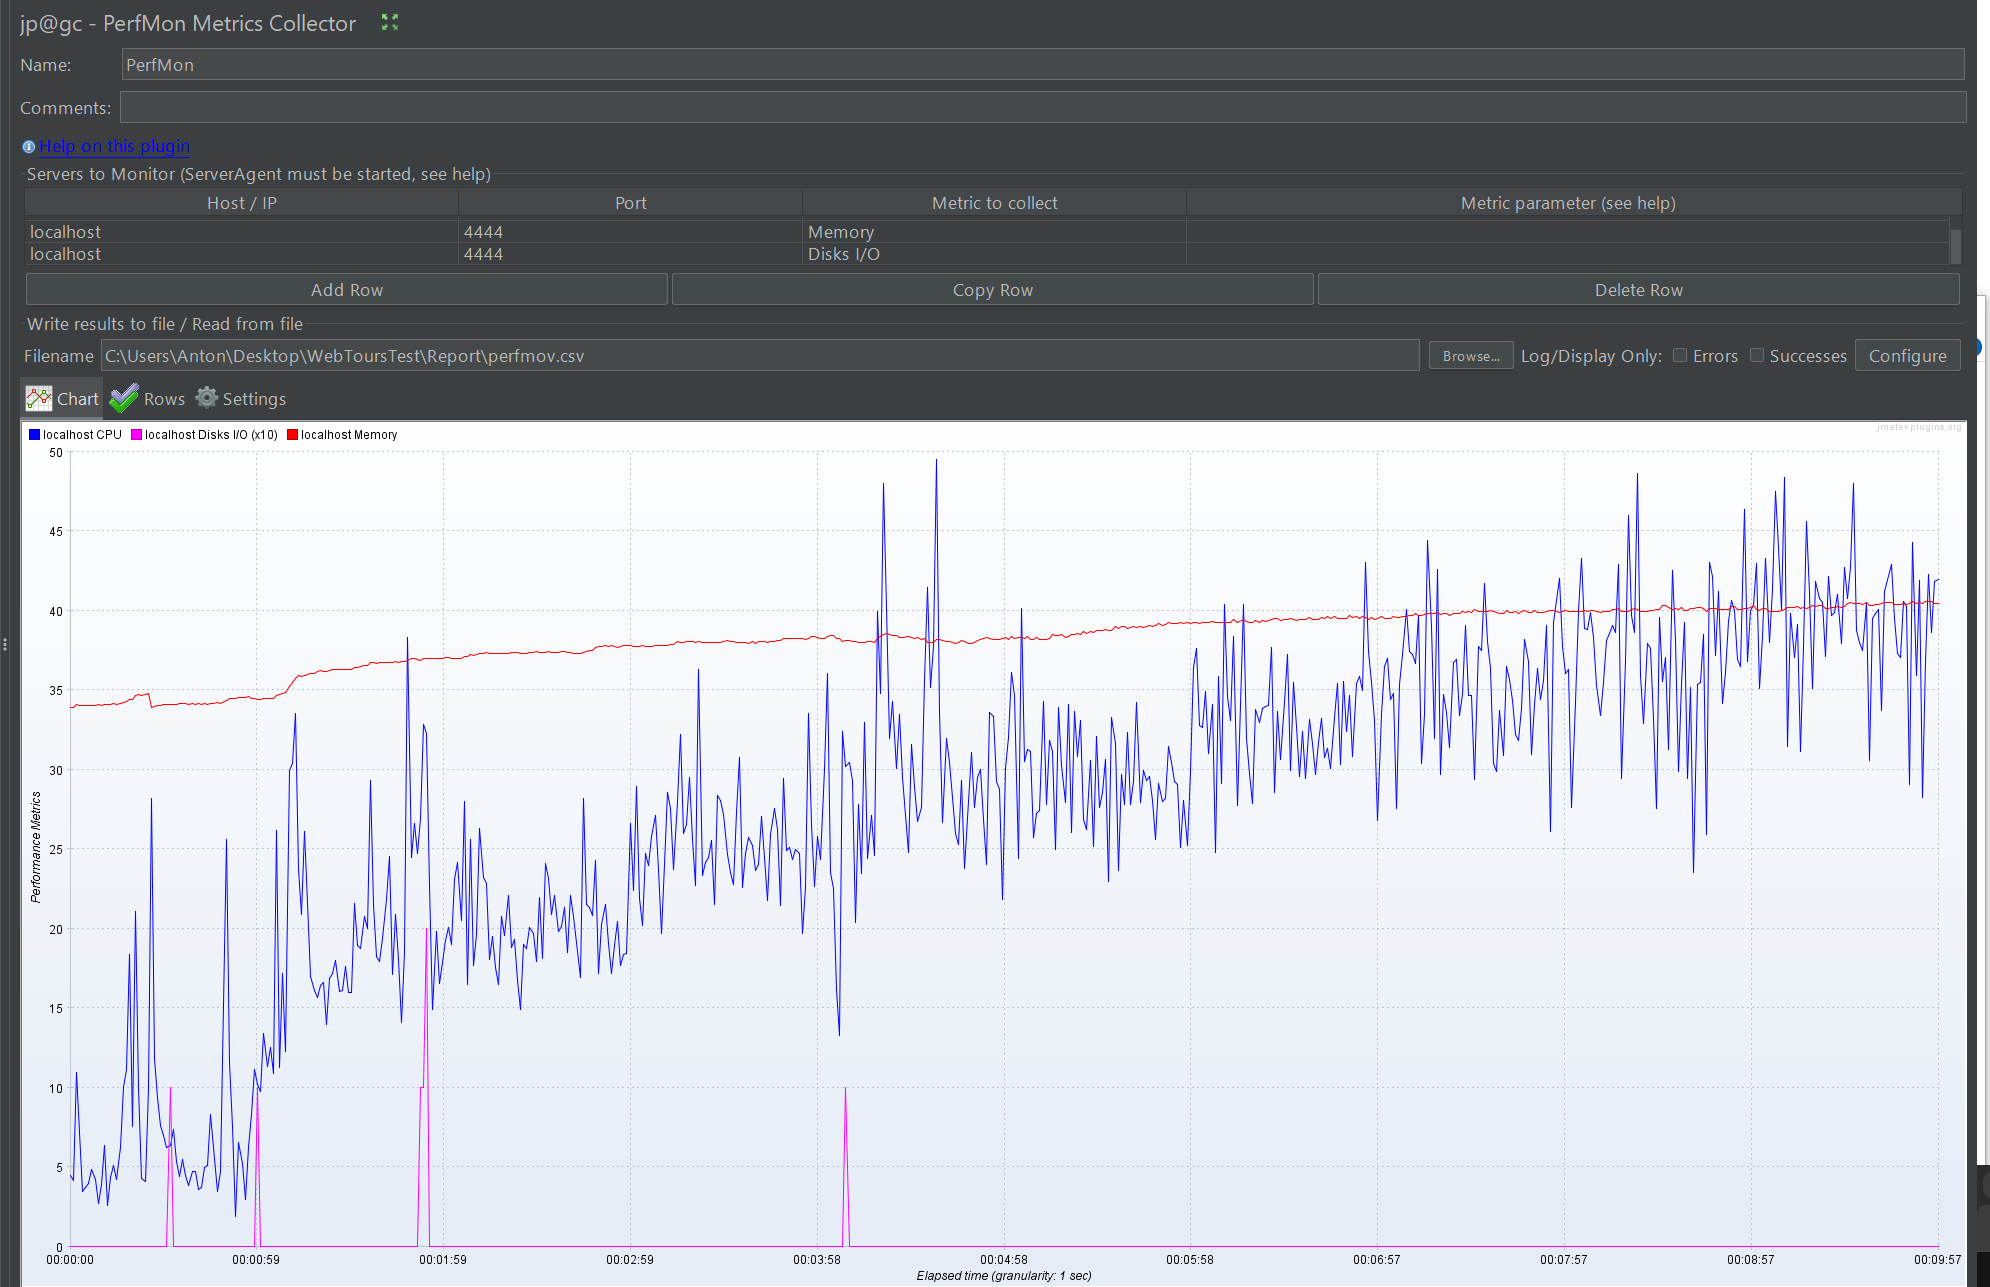 jp@gc - PerfMon Metrics Collector
Name: PerfMon
Comments:
Help on this plugin
Servers to Monitor (ServerAgent must be started, see help)
Host / IP Port Metric to collect Metric parameter (see help)
localhost 4444 Memory
localhost 4444 Disks I/O
Add Row Copy Row Delete Row
Write results to file / Read from file
Filename C:\Users\Anton\Desktop\WebToursTest\Report\perfmov.csv Browse... Log/Display Only: Errors Successes Configure
Chart Rows Settings
localhost CPU localhost Disks I/O (x10) localhost Memory
jmeter-plugins.org
50
45
40
35
30
25
20
15
10
5
0
Performance Metrics
00:00:00 00:00:59 00:01:59 00:02:59 00:03:58 00:04:58 00:05:58 00:06:57 00:07:57 00:08:57 00:09:57
Elapsed time (granularity: 1 sec)